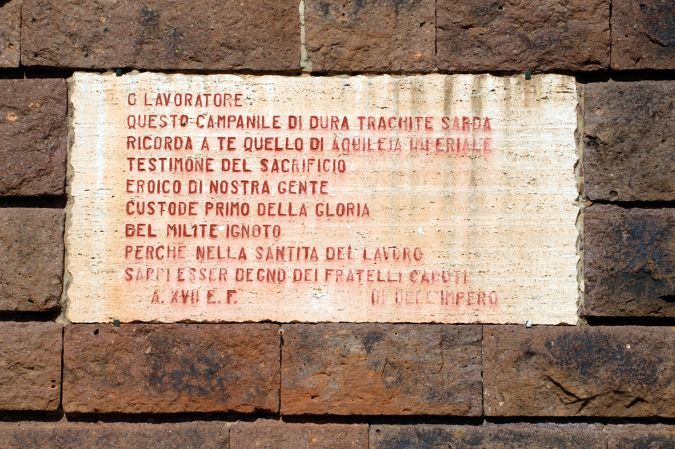 O LAVORATORE
QUESTO CAMPANILE DI DURA TRACHITE SARDA
RICORDA A TE QUELLO DI AQUILEIA IMPERIALE
TESTIMONE DEL SACRIFICIO
EROICO DI NOSTRA GENTE
CUSTODE PRIMO DELLA GLORIA
DEL MILITE IGNOTO
PERCHÉ NELLA SANTITA DEL LAVORO
SAPPI ESSER DEGNO DEI FRATELLI CADUTI
A. XVII E. F. III DELL'IMPERO